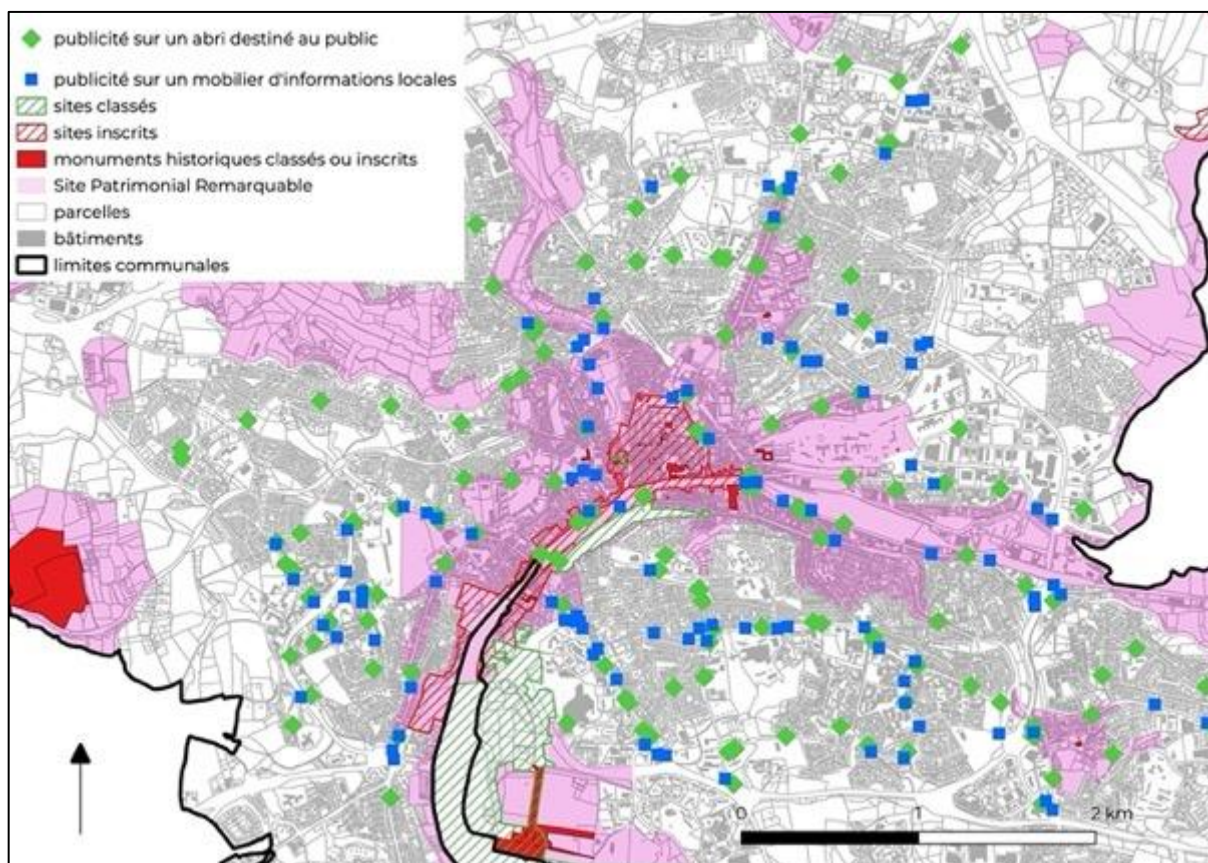 publicité sur un abri destiné au public
publicité sur un mobilier d'informations locales
sites classés
sites inscrits
monuments historiques classés ou inscrits
Site Patrimonial Remarquable
parcelles
bâtiments
limites communales
0 1 2 km